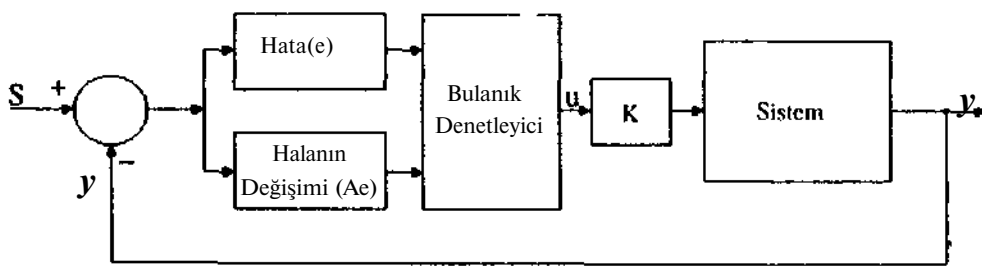 Hata(e)
S
+
Bulanık
Denetleyici
u
K
Sistem
y
−
y
Halanın
Değişimi (Ae)